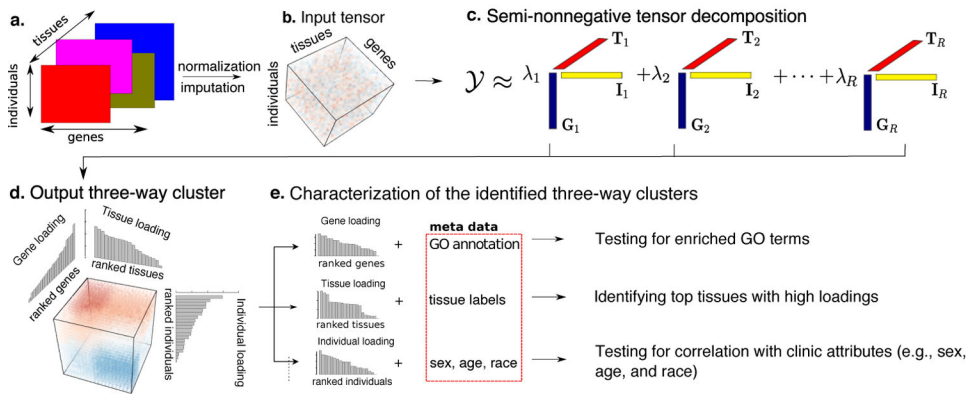 a.
tissues
individuals
genes
normalization
imputation
b. Input tensor
tissues
genes
individuals
c. Semi-nonnegative tensor decomposition
𝒴 ≈ λ₁ T₁ I₁ G₁ +λ₂ T₂ I₂ G₂ + ··· +λ_R T_R I_R G_R
d. Output three-way cluster
Gene loading
ranked genes
Tissue loading
ranked tissues
ranked individuals
Individual loading
e. Characterization of the identified three-way clusters
meta data
Gene loading
ranked genes
+
GO annotation
Testing for enriched GO terms
Tissue loading
ranked tissues
+
tissue labels
Identifying top tissues with high loadings
Individual loading
ranked individuals
+
sex, age, race
Testing for correlation with clinic attributes (e.g., sex,
age, and race)